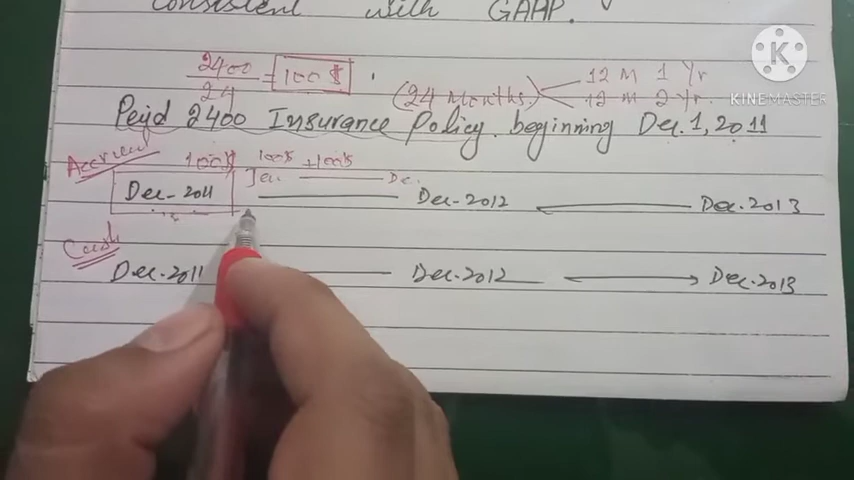 consistent with GAAP.
2400
24
= 100$
(24 Months.)
12 M 1 Yr
12 m 2 Yr.
K
KINEMASTER
Peyid 2400 Insurance Policy beginning Dec. 1, 2011
Accrual
100$ 100$ +100$
Dec-2011 Jan. Dec. Dec-2012 Dec.2013
Cash
Dec.2011 Dec.2012 Dec.2013